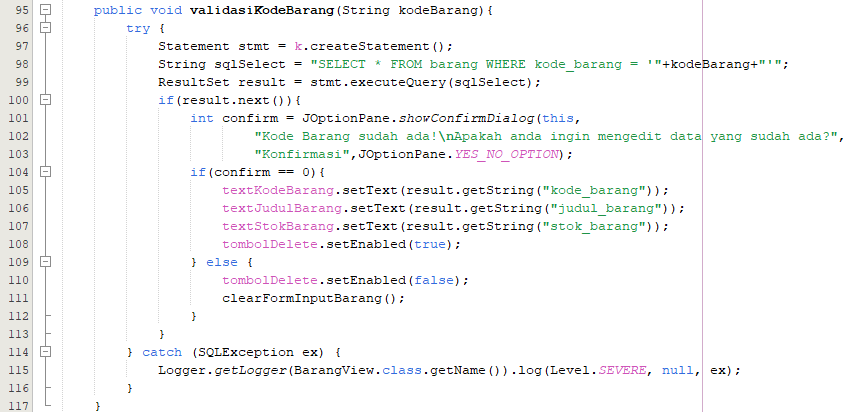 95 public void validasiKodeBarang(String kodeBarang){
96 try {
97 Statement stmt = k.createStatement();
98 String sqlSelect = "SELECT * FROM barang WHERE kode_barang = '"+kodeBarang+"'";
99 ResultSet result = stmt.executeQuery(sqlSelect);
100 if(result.next()){
101 int confirm = JOptionPane.showConfirmDialog(this,
102 "Kode Barang sudah ada!\nApakah anda ingin mengedit data yang sudah ada?",
103 "Konfirmasi",JOptionPane.YES_NO_OPTION);
104 if(confirm == 0){
105 textKodeBarang.setText(result.getString("kode_barang"));
106 textJudulBarang.setText(result.getString("judul_barang"));
107 textStokBarang.setText(result.getString("stok_barang"));
108 tombolDelete.setEnabled(true);
109 } else {
110 tombolDelete.setEnabled(false);
111 clearFormInputBarang();
112 }
113 }
114 } catch (SQLException ex) {
115 Logger.getLogger(BarangView.class.getName()).log(Level.SEVERE, null, ex);
116 }
117 }